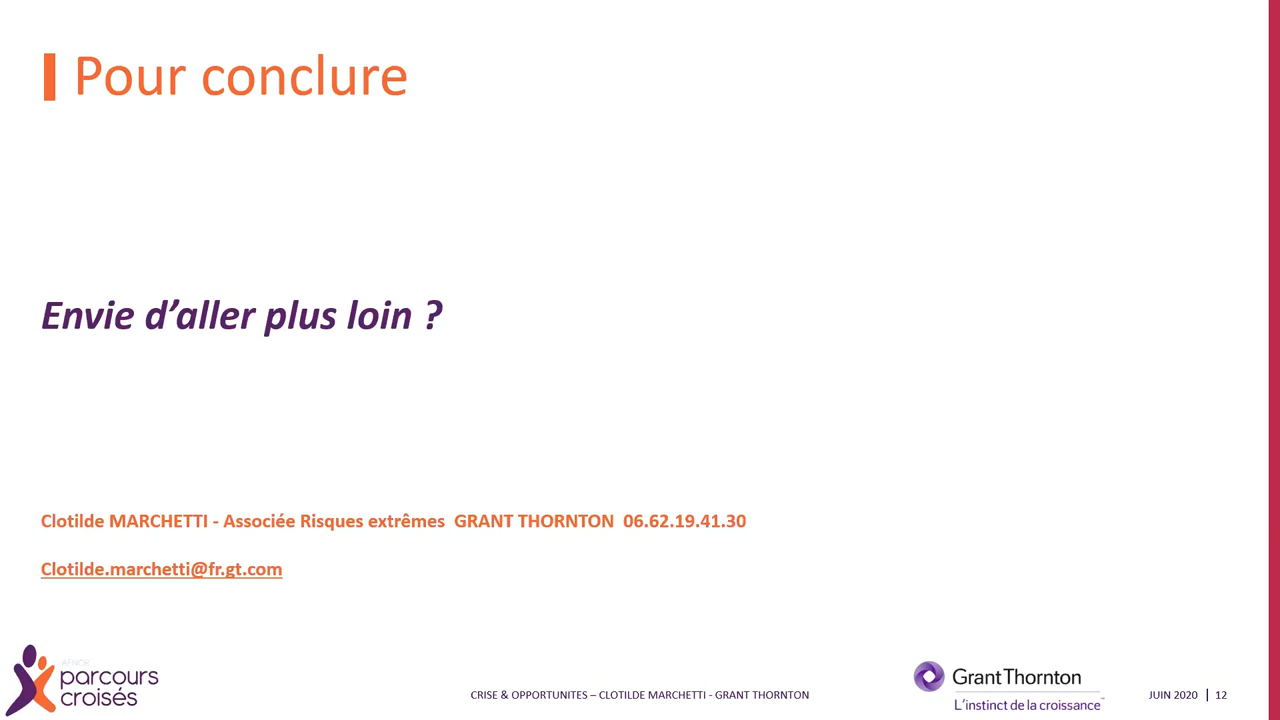 Pour conclure
Envie d’aller plus loin ?
Clotilde MARCHETTI - Associée Risques extrêmes  GRANT THORNTON  06.62.19.41.30
Clotilde.marchetti@fr.gt.com
AFNOR
parcours
croisés
CRISE & OPPORTUNITES – CLOTILDE MARCHETTI - GRANT THORNTON
Grant Thornton
L’instinct de la croissance™
JUIN 2020 | 12